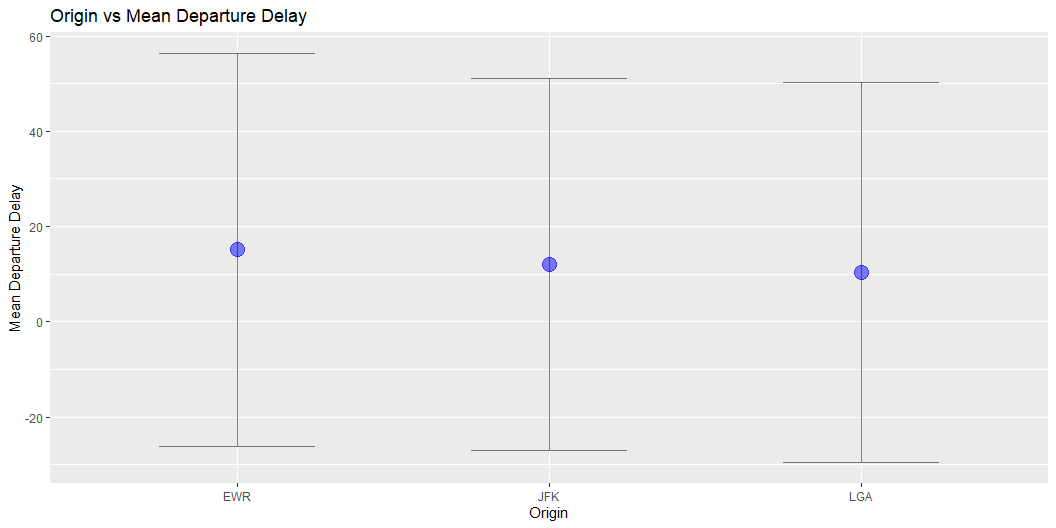 Origin vs Mean Departure Delay
60
40
20
0
-20
Mean Departure Delay
EWR JFK LGA
Origin